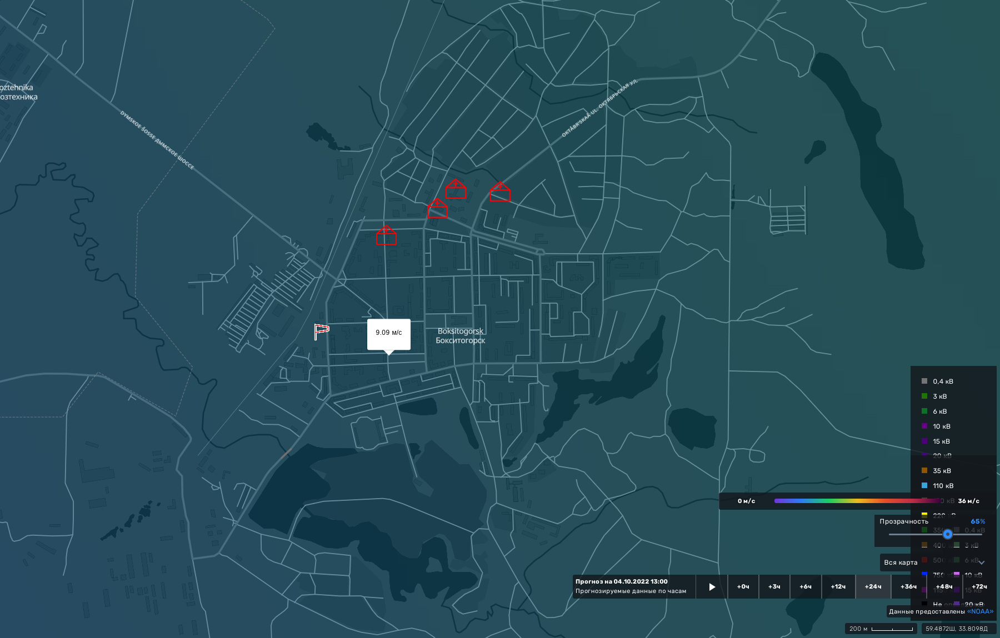 oztehnika
озтехника
DYMSKOE ŠOSSE ДЫМСКОЕ ШОССЕ
OKTÂBR'SKAÂ UL. ОКТЯБРЬСКАЯ УЛ.
9.09 м/с
Boksitogorsk
Бокситогорск
0,4 кВ
3 кВ
6 кВ
10 кВ
15 кВ
20 кВ
35 кВ
110 кВ
0 м/с
36 м/с
220 кВ
Прозрачность 65%
0.4 кВ
3 кВ
Вся карта
6 кВ
10 кВ
15 кВ
20 кВ
Прогноз на 04.10.2022 13:00
Прогнозируемые данные по часам
+0ч +3ч +6ч +12ч +24ч +36ч +48ч +72ч
Данные предоставлены «NOAA»
200 м
59.4872Ш, 33.8098Д